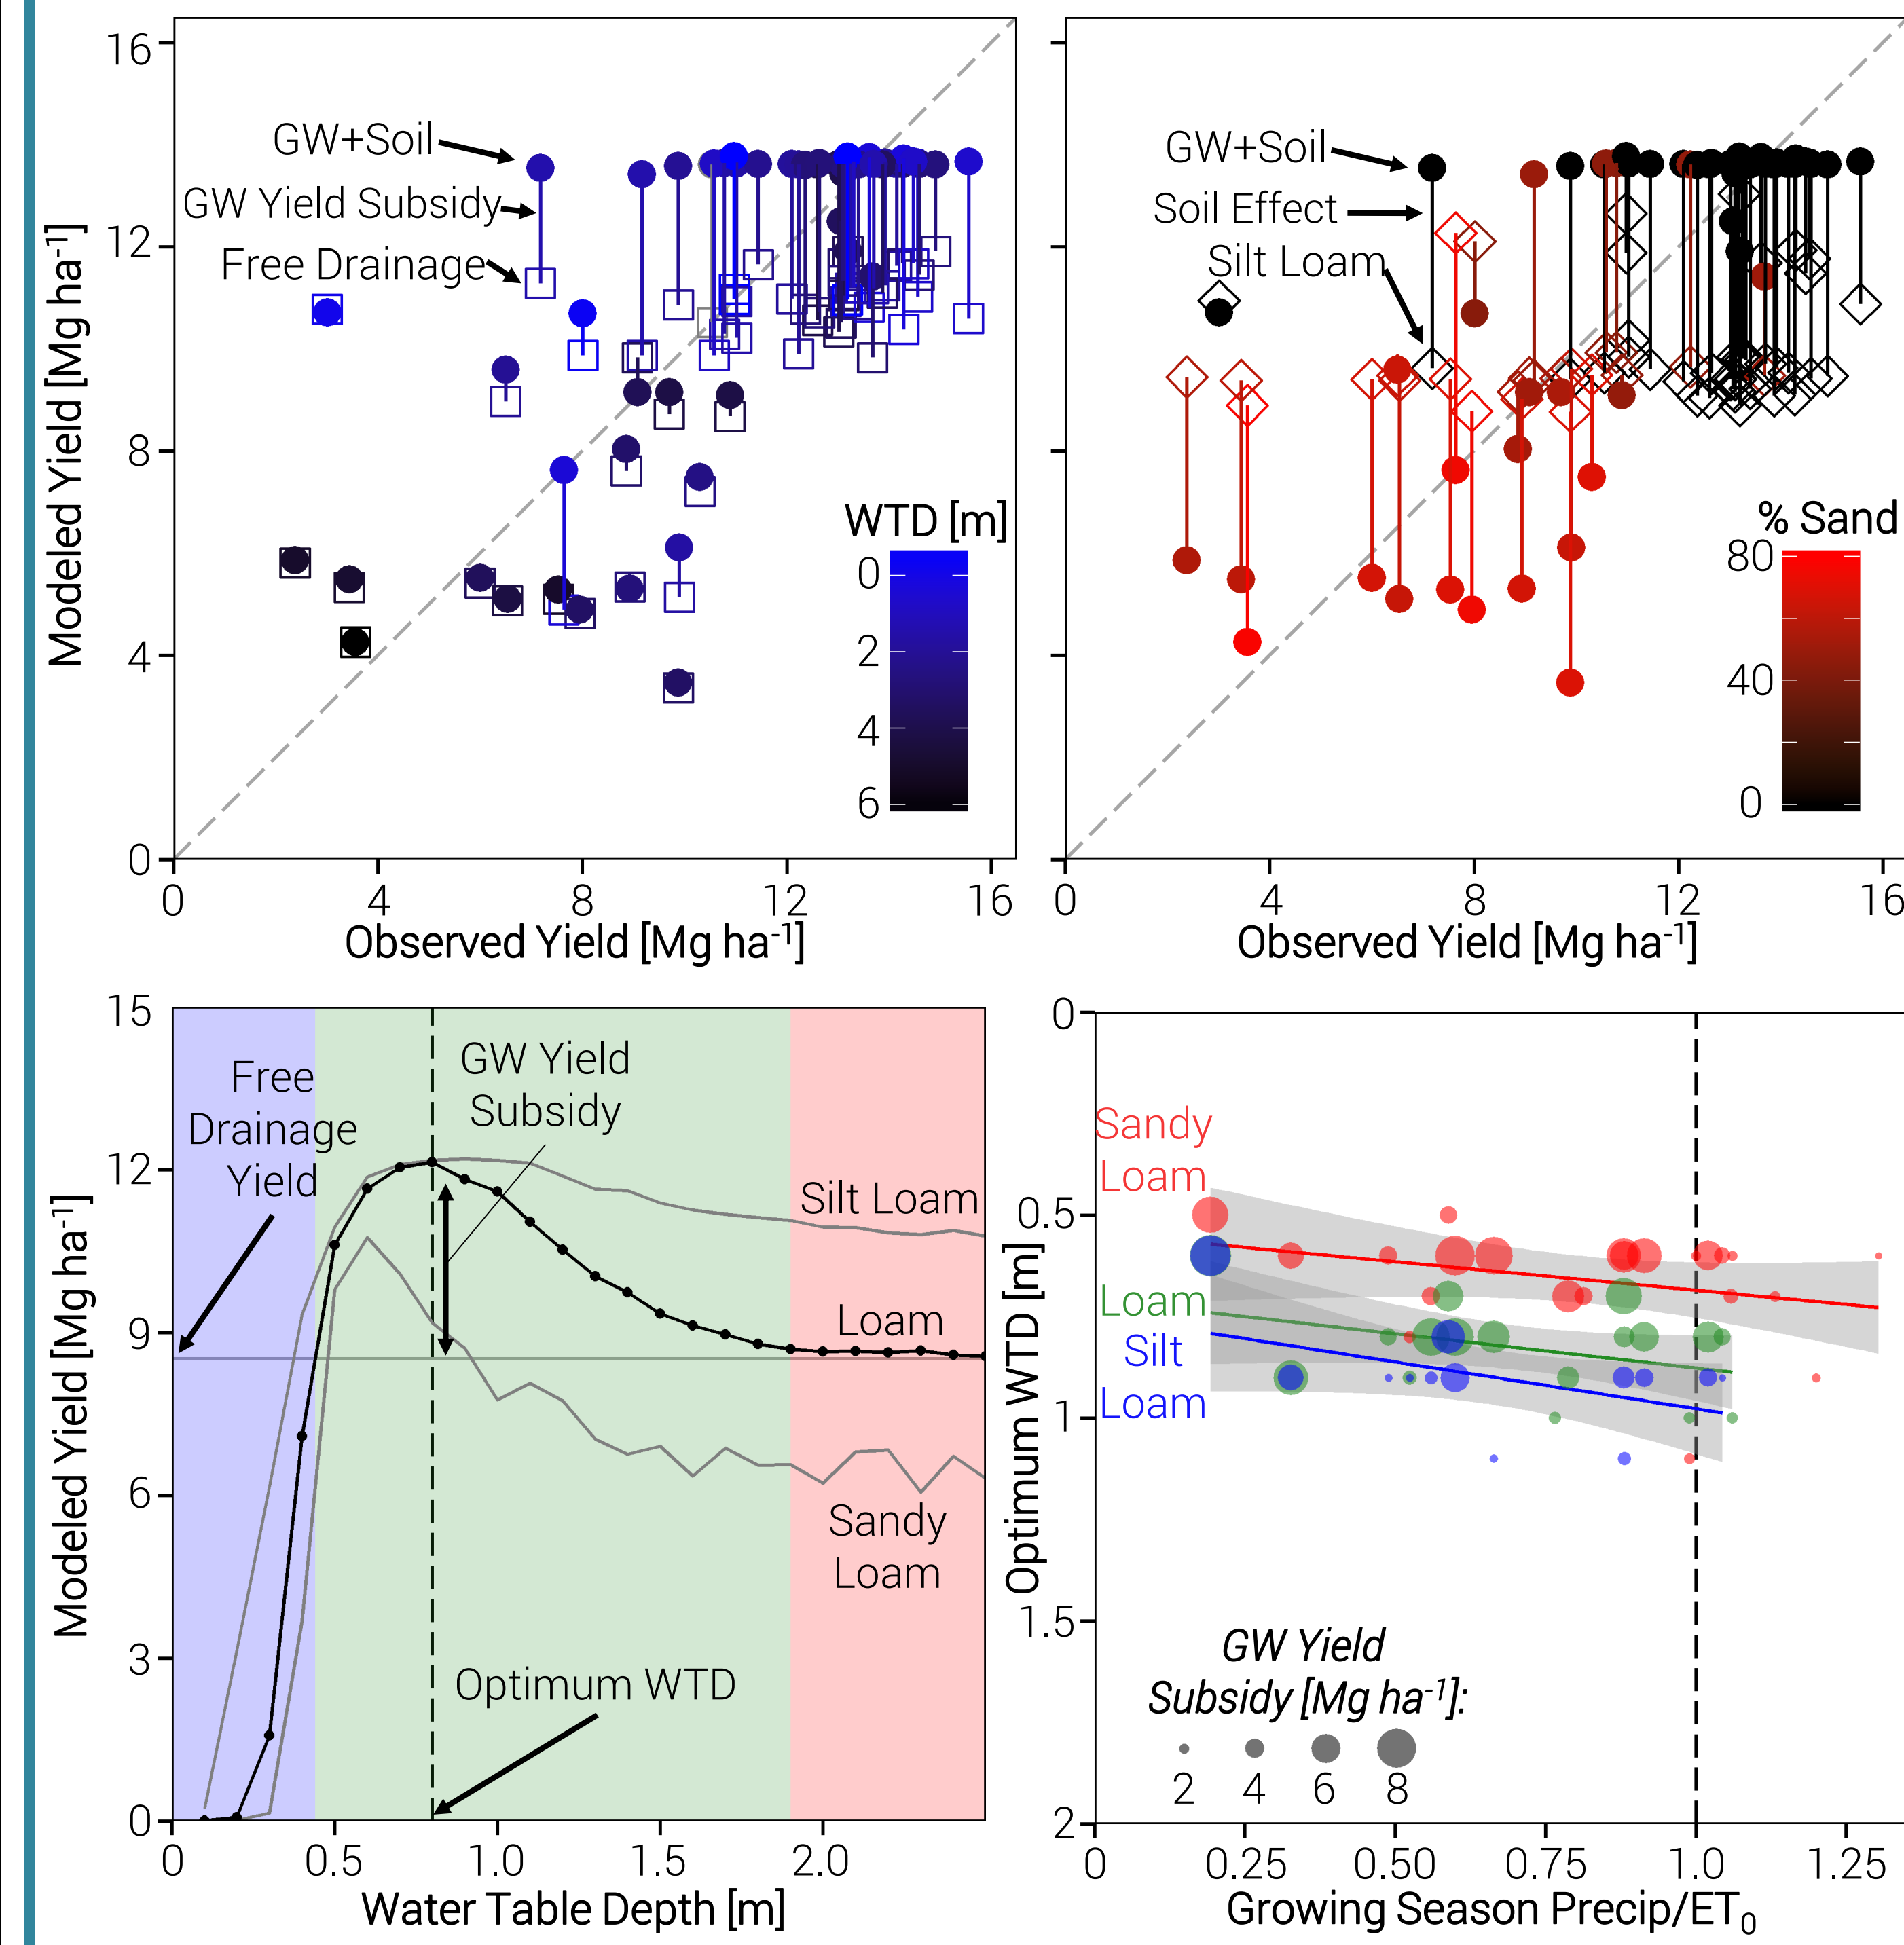 16
12
8
4
0
Modeled Yield [Mg ha⁻¹]
GW+Soil
GW Yield Subsidy
Free Drainage
WTD [m]
0
2
4
6
0 4 8 12 16
Observed Yield [Mg ha⁻¹]
GW+Soil
Soil Effect
Silt Loam
% Sand
80
40
0
0 4 8 12 16
Observed Yield [Mg ha⁻¹]
15
12
9
6
3
0
Modeled Yield [Mg ha⁻¹]
Free
Drainage
Yield
GW Yield
Subsidy
Silt Loam
Loam
Sandy
Loam
Optimum WTD
0 0.5 1.0 1.5 2.0
Water Table Depth [m]
0
0.5
1
1.5
2
Optimum WTD [m]
Sandy
Loam
Loam
Silt
Loam
GW Yield
Subsidy [Mg ha⁻¹]:
2 4 6 8
0 0.25 0.50 0.75 1.0 1.25
Growing Season Precip/ET₀